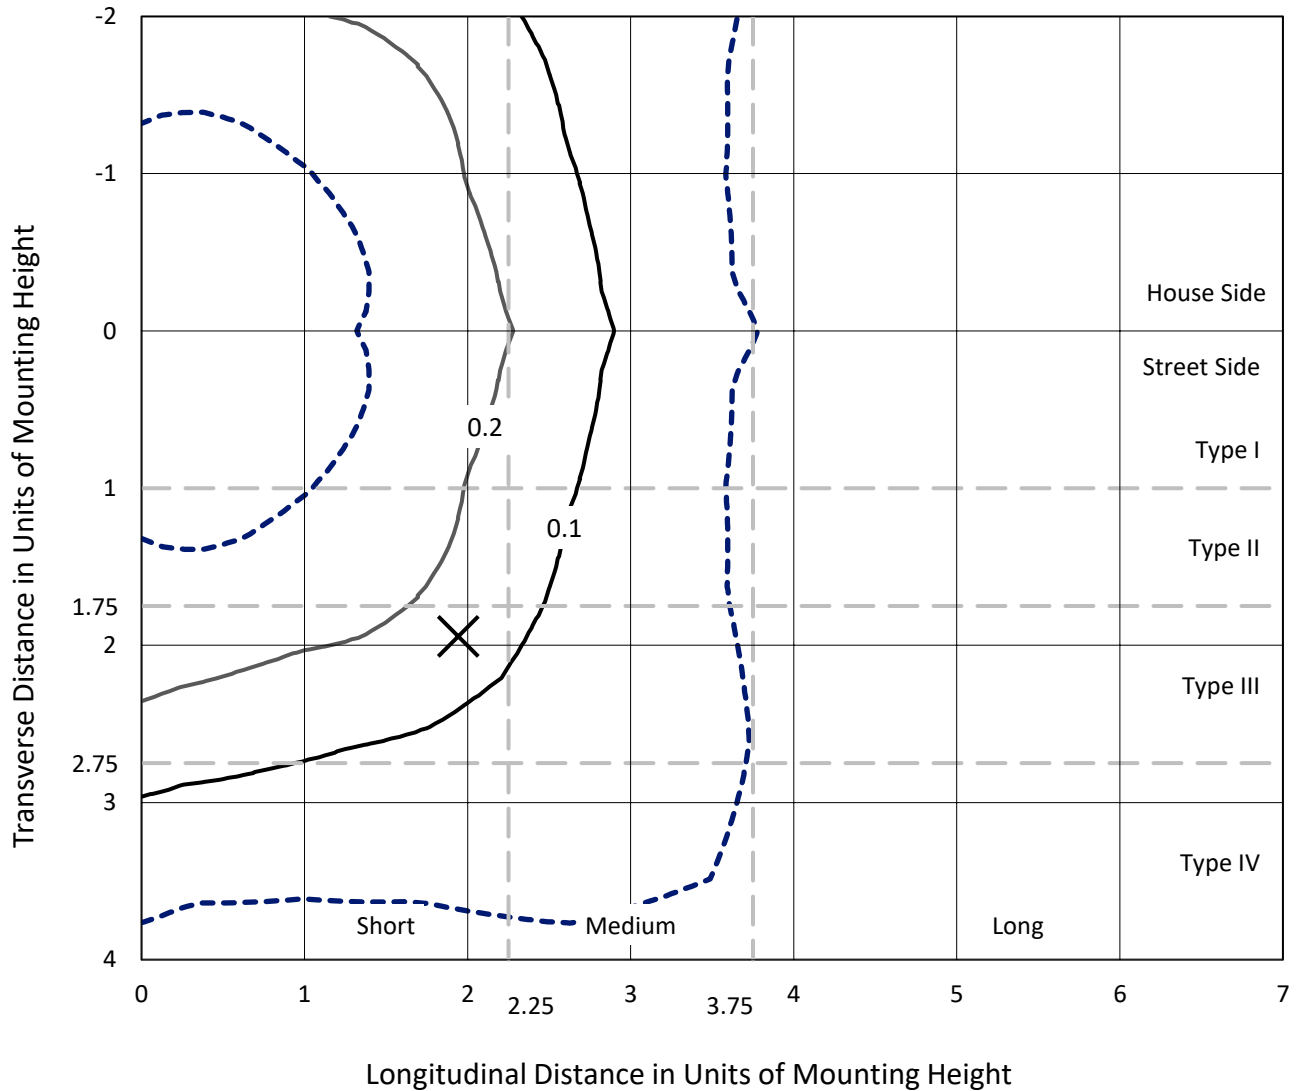 -2
-1
0
1
1.75
2
2.75
3
4
Transverse Distance in Units of Mounting Height
House Side
Street Side
Type I
Type II
Type III
Type IV
0.2
0.1
Short
Medium
Long
0
1
2
2.25
3
3.75
4
5
6
7
Longitudinal Distance in Units of Mounting Height